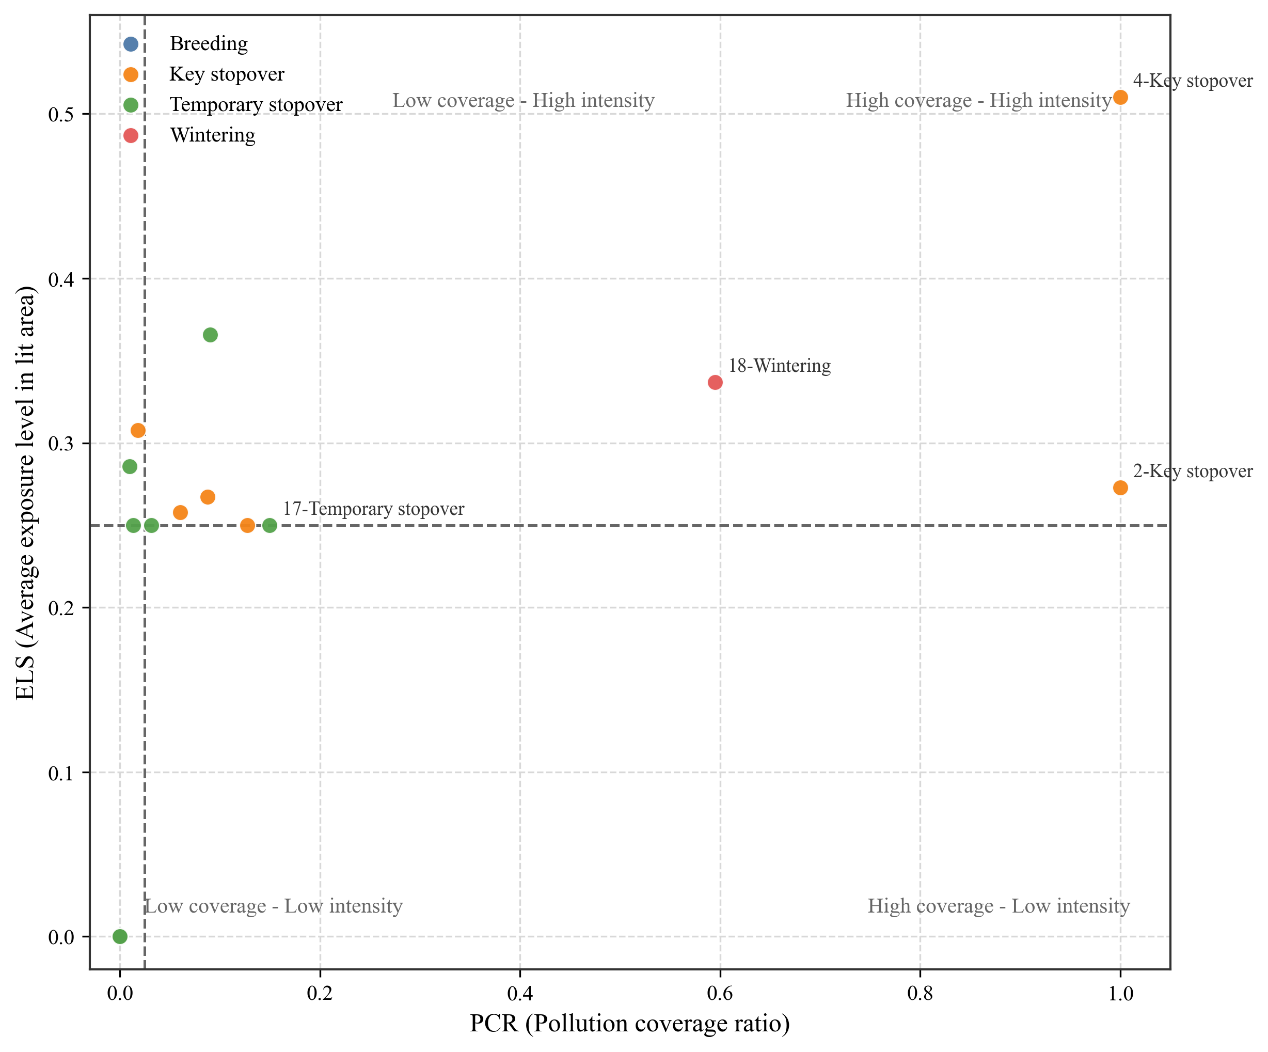 Breeding
Key stopover
Temporary stopover
Wintering
4-Key stopover
Low coverage - High intensity
High coverage - High intensity
18-Wintering
2-Key stopover
17-Temporary stopover
Low coverage - Low intensity
High coverage - Low intensity
0.5
0.4
0.3
0.2
0.1
0.0
ELS (Average exposure level in lit area)
0.0 0.2 0.4 0.6 0.8 1.0
PCR (Pollution coverage ratio)